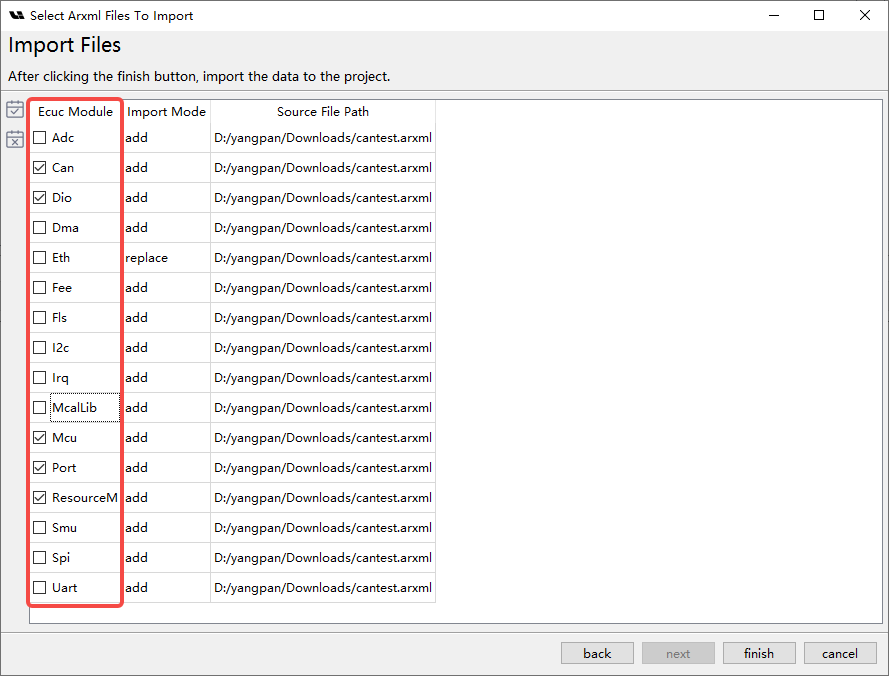 Select Arxml Files To Import
Import Files
After clicking the finish button, import the data to the project.
Ecuc Module Import Mode Source File Path
Adc add D:/yangpan/Downloads/cantest.arxml
Can add D:/yangpan/Downloads/cantest.arxml
Dio add D:/yangpan/Downloads/cantest.arxml
Dma add D:/yangpan/Downloads/cantest.arxml
Eth replace D:/yangpan/Downloads/cantest.arxml
Fee add D:/yangpan/Downloads/cantest.arxml
Fls add D:/yangpan/Downloads/cantest.arxml
I2c add D:/yangpan/Downloads/cantest.arxml
Irq add D:/yangpan/Downloads/cantest.arxml
McalLib add D:/yangpan/Downloads/cantest.arxml
Mcu add D:/yangpan/Downloads/cantest.arxml
Port add D:/yangpan/Downloads/cantest.arxml
ResourceM add D:/yangpan/Downloads/cantest.arxml
Smu add D:/yangpan/Downloads/cantest.arxml
Spi add D:/yangpan/Downloads/cantest.arxml
Uart add D:/yangpan/Downloads/cantest.arxml
back next finish cancel